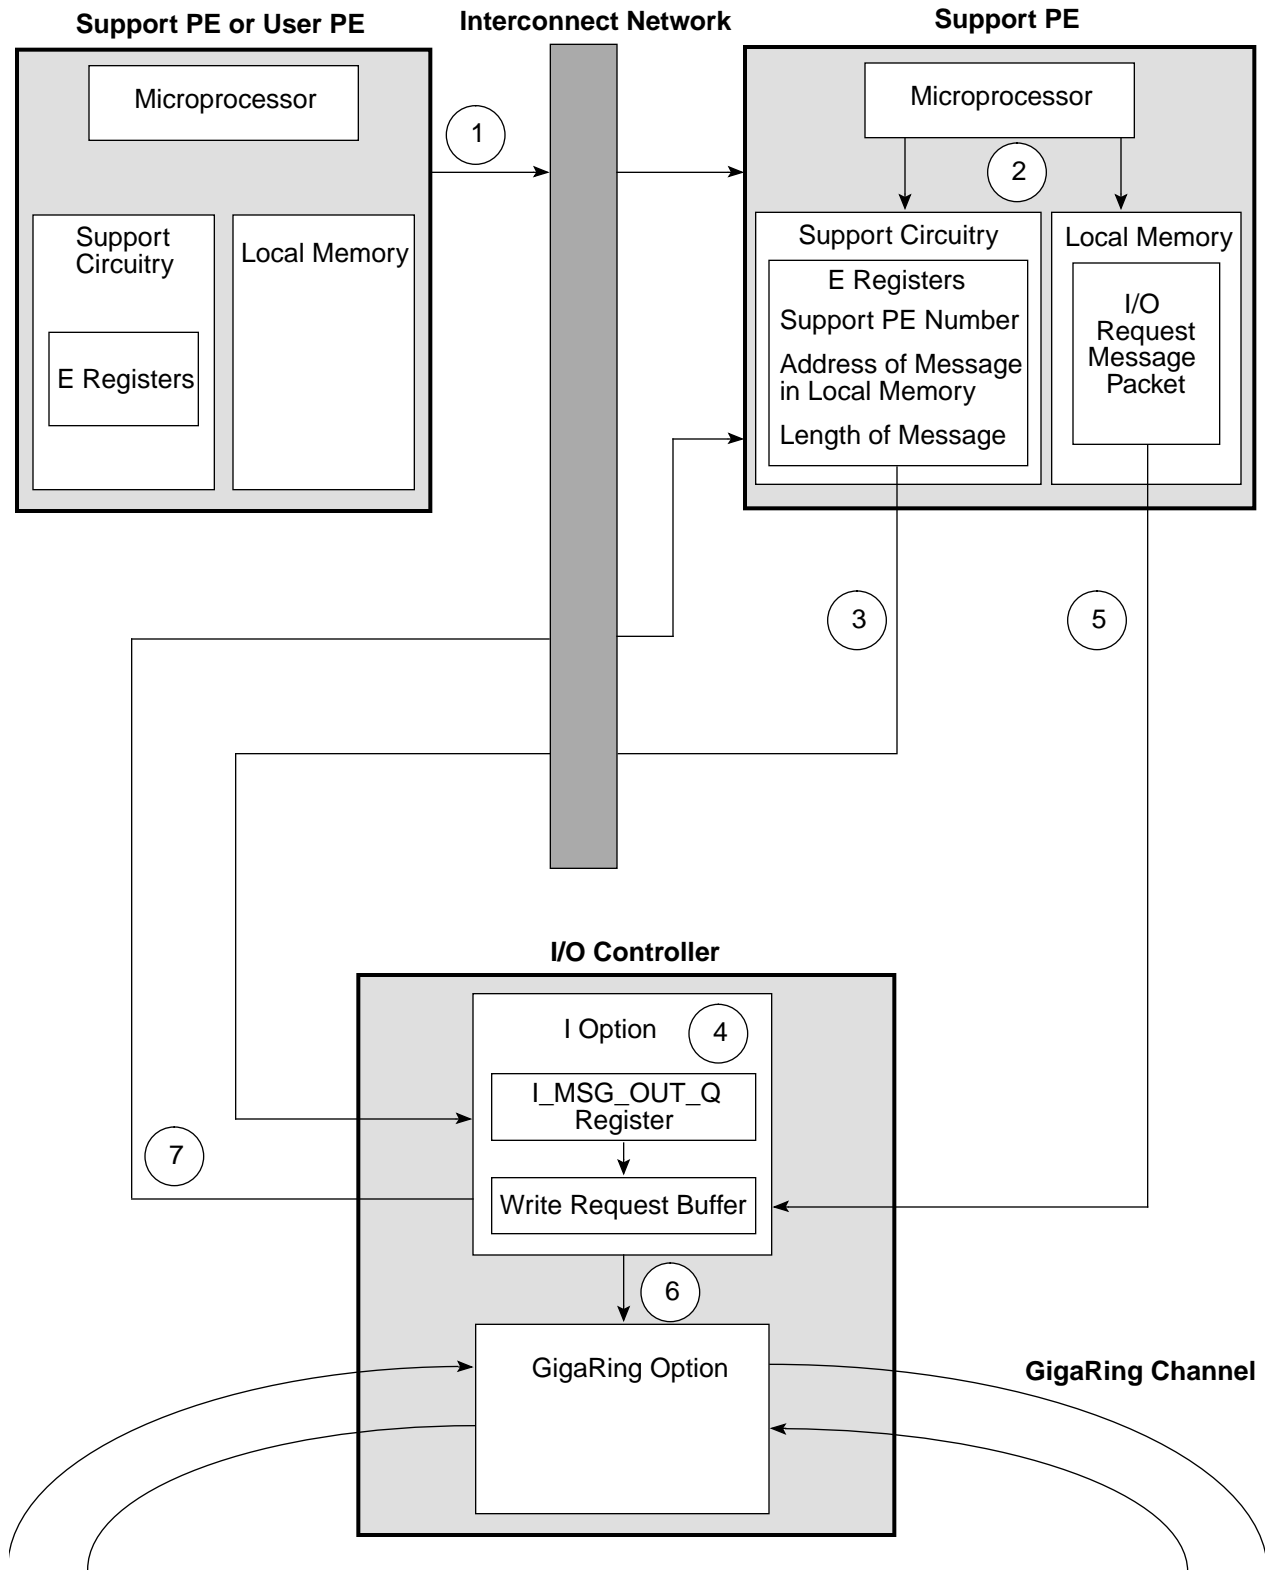 Support PE or User PE
Interconnect Network
Support PE
Microprocessor
1
Support
Circuitry
E Registers
Local Memory
Microprocessor
2
Support Circuitry
E Registers
Support PE Number
Address of Message
in Local Memory
Length of Message
Local Memory
I/O
Request
Message
Packet
3
5
I/O Controller
I Option
4
I_MSG_OUT_Q
Register
7
Write Request Buffer
6
GigaRing Option
GigaRing Channel